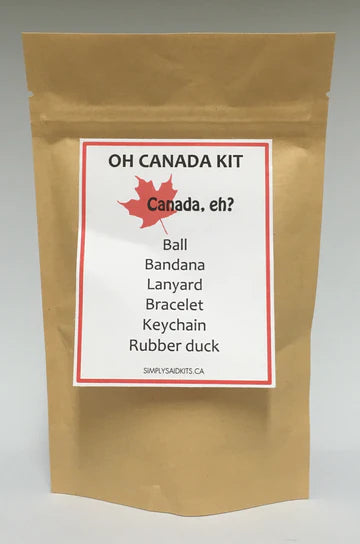 OH CANADA KIT
Canada, eh?
Ball
Bandana
Lanyard
Bracelet
Keychain
Rubber duck
SIMPLYSAIDKITS.CA